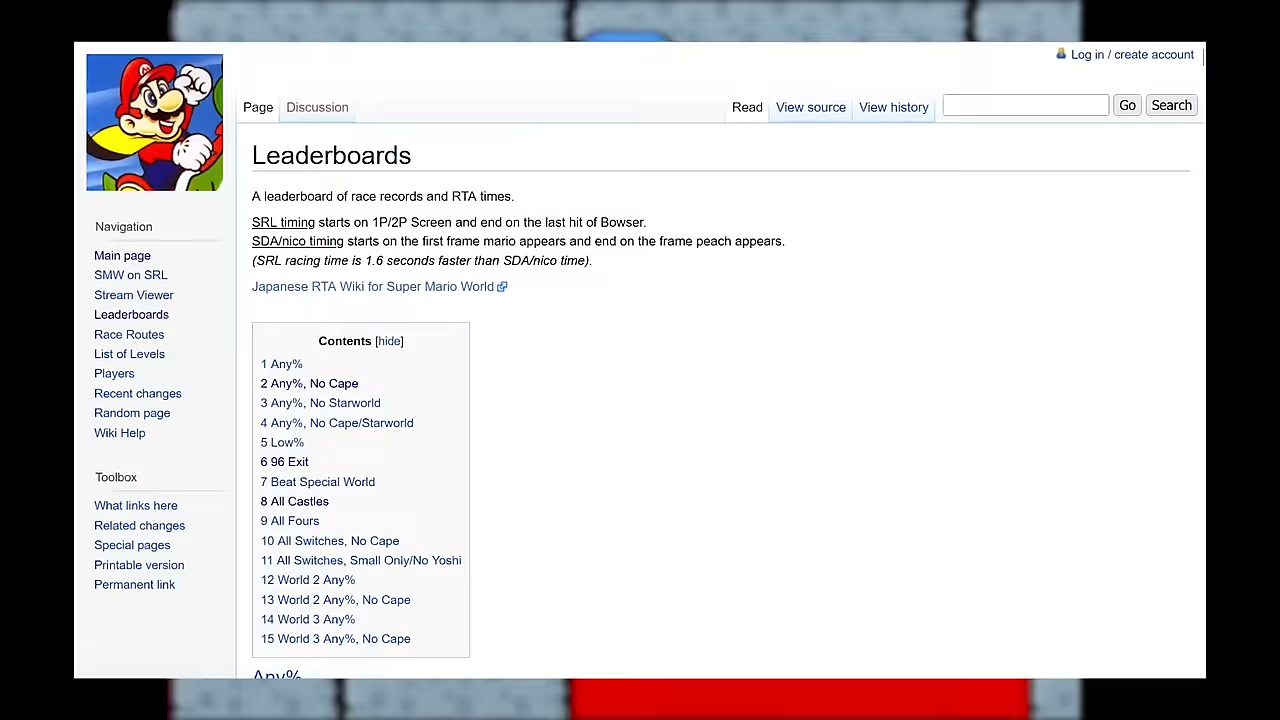 Log in / create account
Page Discussion Read View source View history Go Search
Leaderboards
A leaderboard of race records and RTA times.
SRL timing starts on 1P/2P Screen and end on the last hit of Bowser.
SDA/nico timing starts on the first frame mario appears and end on the frame peach appears.
(SRL racing time is 1.6 seconds faster than SDA/nico time).
Japanese RTA Wiki for Super Mario World
Navigation
Main page
SMW on SRL
Stream Viewer
Leaderboards
Race Routes
List of Levels
Players
Recent changes
Random page
Wiki Help
Toolbox
What links here
Related changes
Special pages
Printable version
Permanent link
Contents [hide]
1 Any%
2 Any%, No Cape
3 Any%, No Starworld
4 Any%, No Cape/Starworld
5 Low%
6 96 Exit
7 Beat Special World
8 All Castles
9 All Fours
10 All Switches, No Cape
11 All Switches, Small Only/No Yoshi
12 World 2 Any%
13 World 2 Any%, No Cape
14 World 3 Any%
15 World 3 Any%, No Cape
Any%